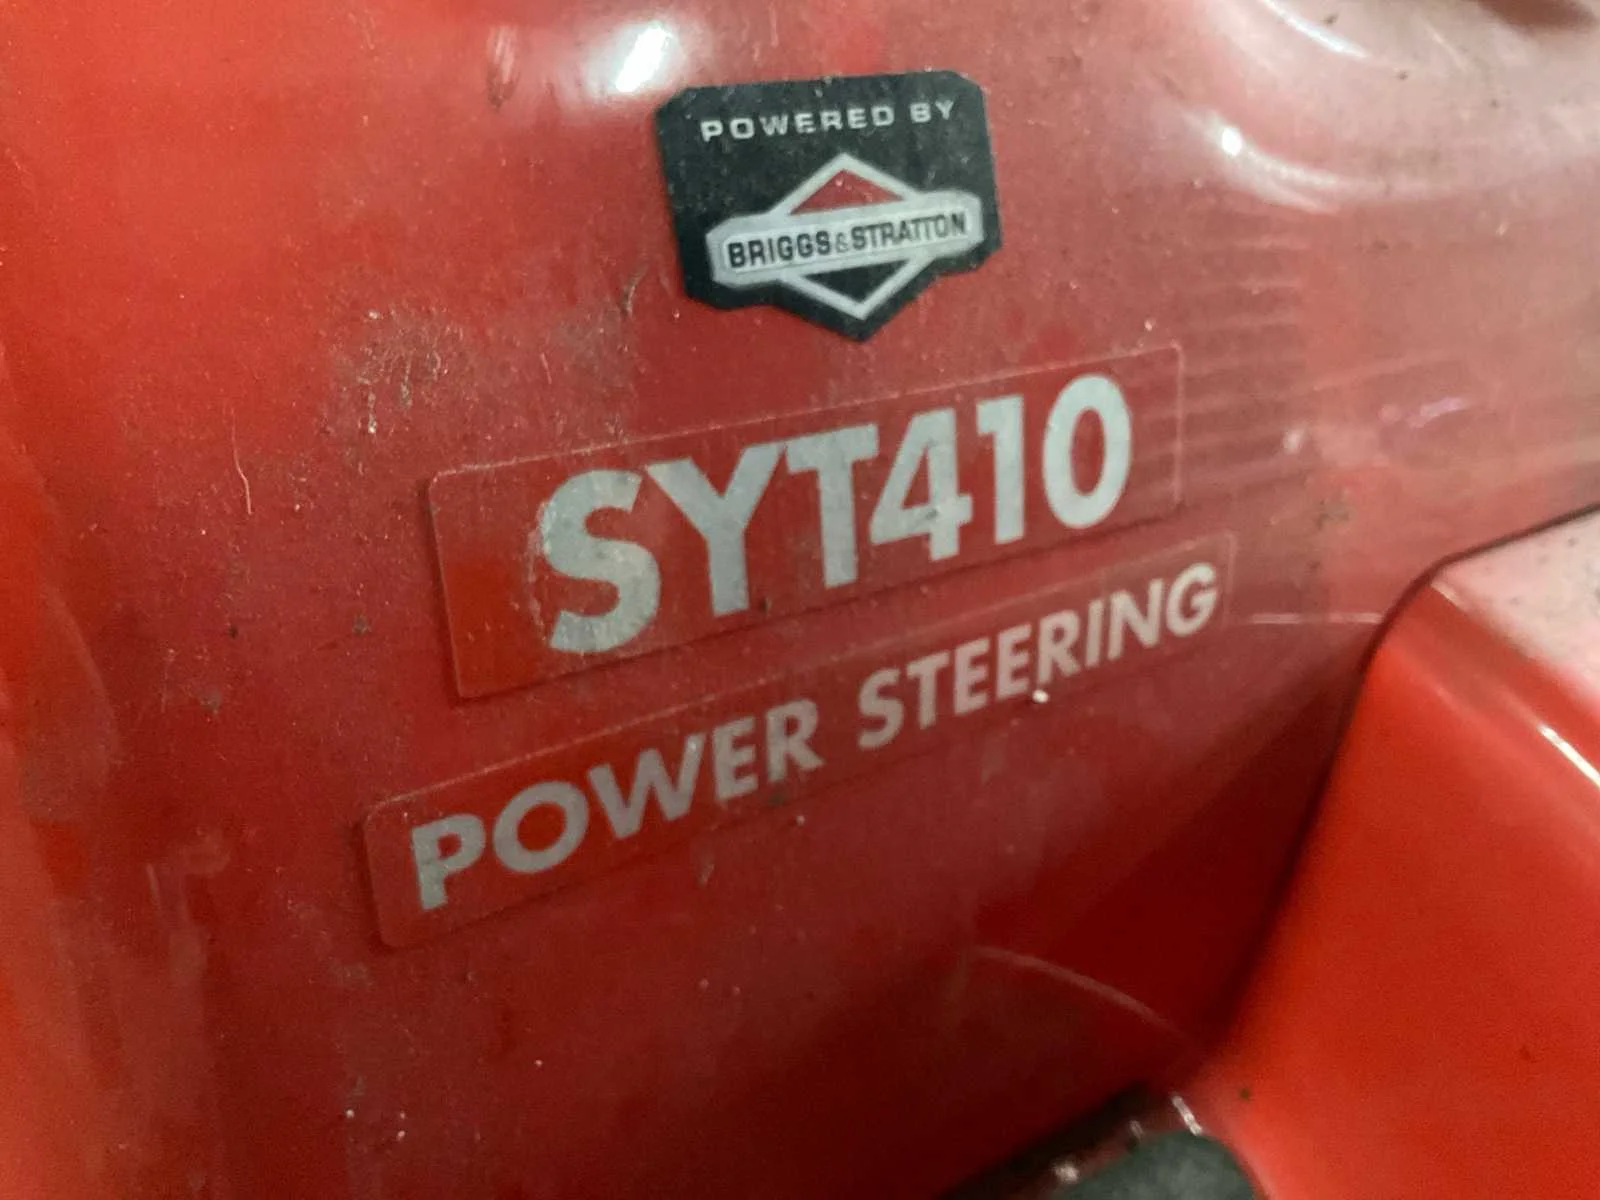 POWERED BY
BRIGGS&STRATTON
SYT410
POWER STEERING